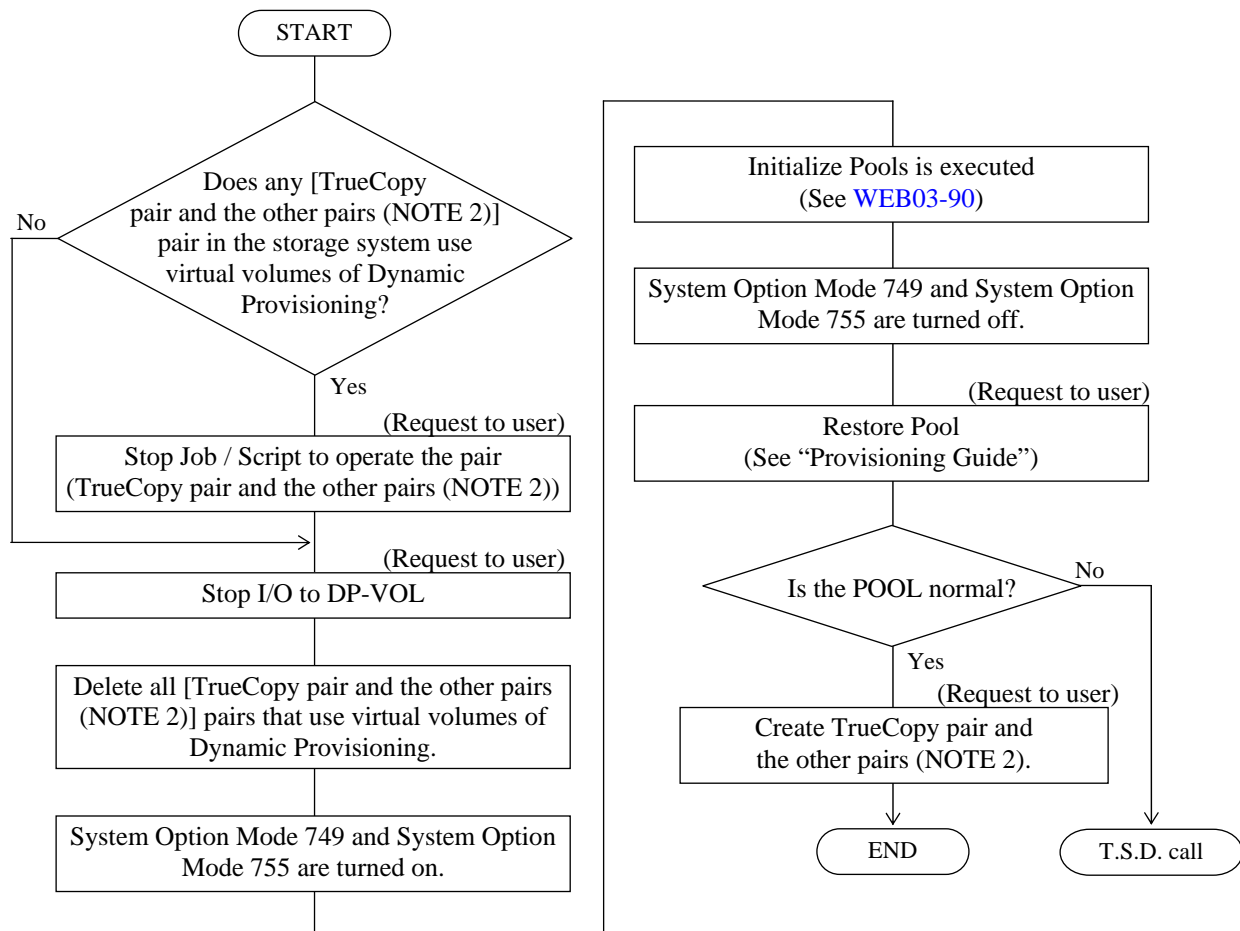 START
Does any [TrueCopy
pair and the other pairs (NOTE 2)]
pair in the storage system use
virtual volumes of Dynamic
Provisioning?
No
Yes
(Request to user)
Stop Job / Script to operate the pair
(TrueCopy pair and the other pairs (NOTE 2))
(Request to user)
Stop I/O to DP-VOL
Delete all [TrueCopy pair and the other pairs
(NOTE 2)] pairs that use virtual volumes of
Dynamic Provisioning.
System Option Mode 749 and System Option
Mode 755 are turned on.
Initialize Pools is executed
(See WEB03-90)
System Option Mode 749 and System Option
Mode 755 are turned off.
(Request to user)
Restore Pool
(See “Provisioning Guide”)
Is the POOL normal?
No
Yes
(Request to user)
Create TrueCopy pair and
the other pairs (NOTE 2).
END
T.S.D. call